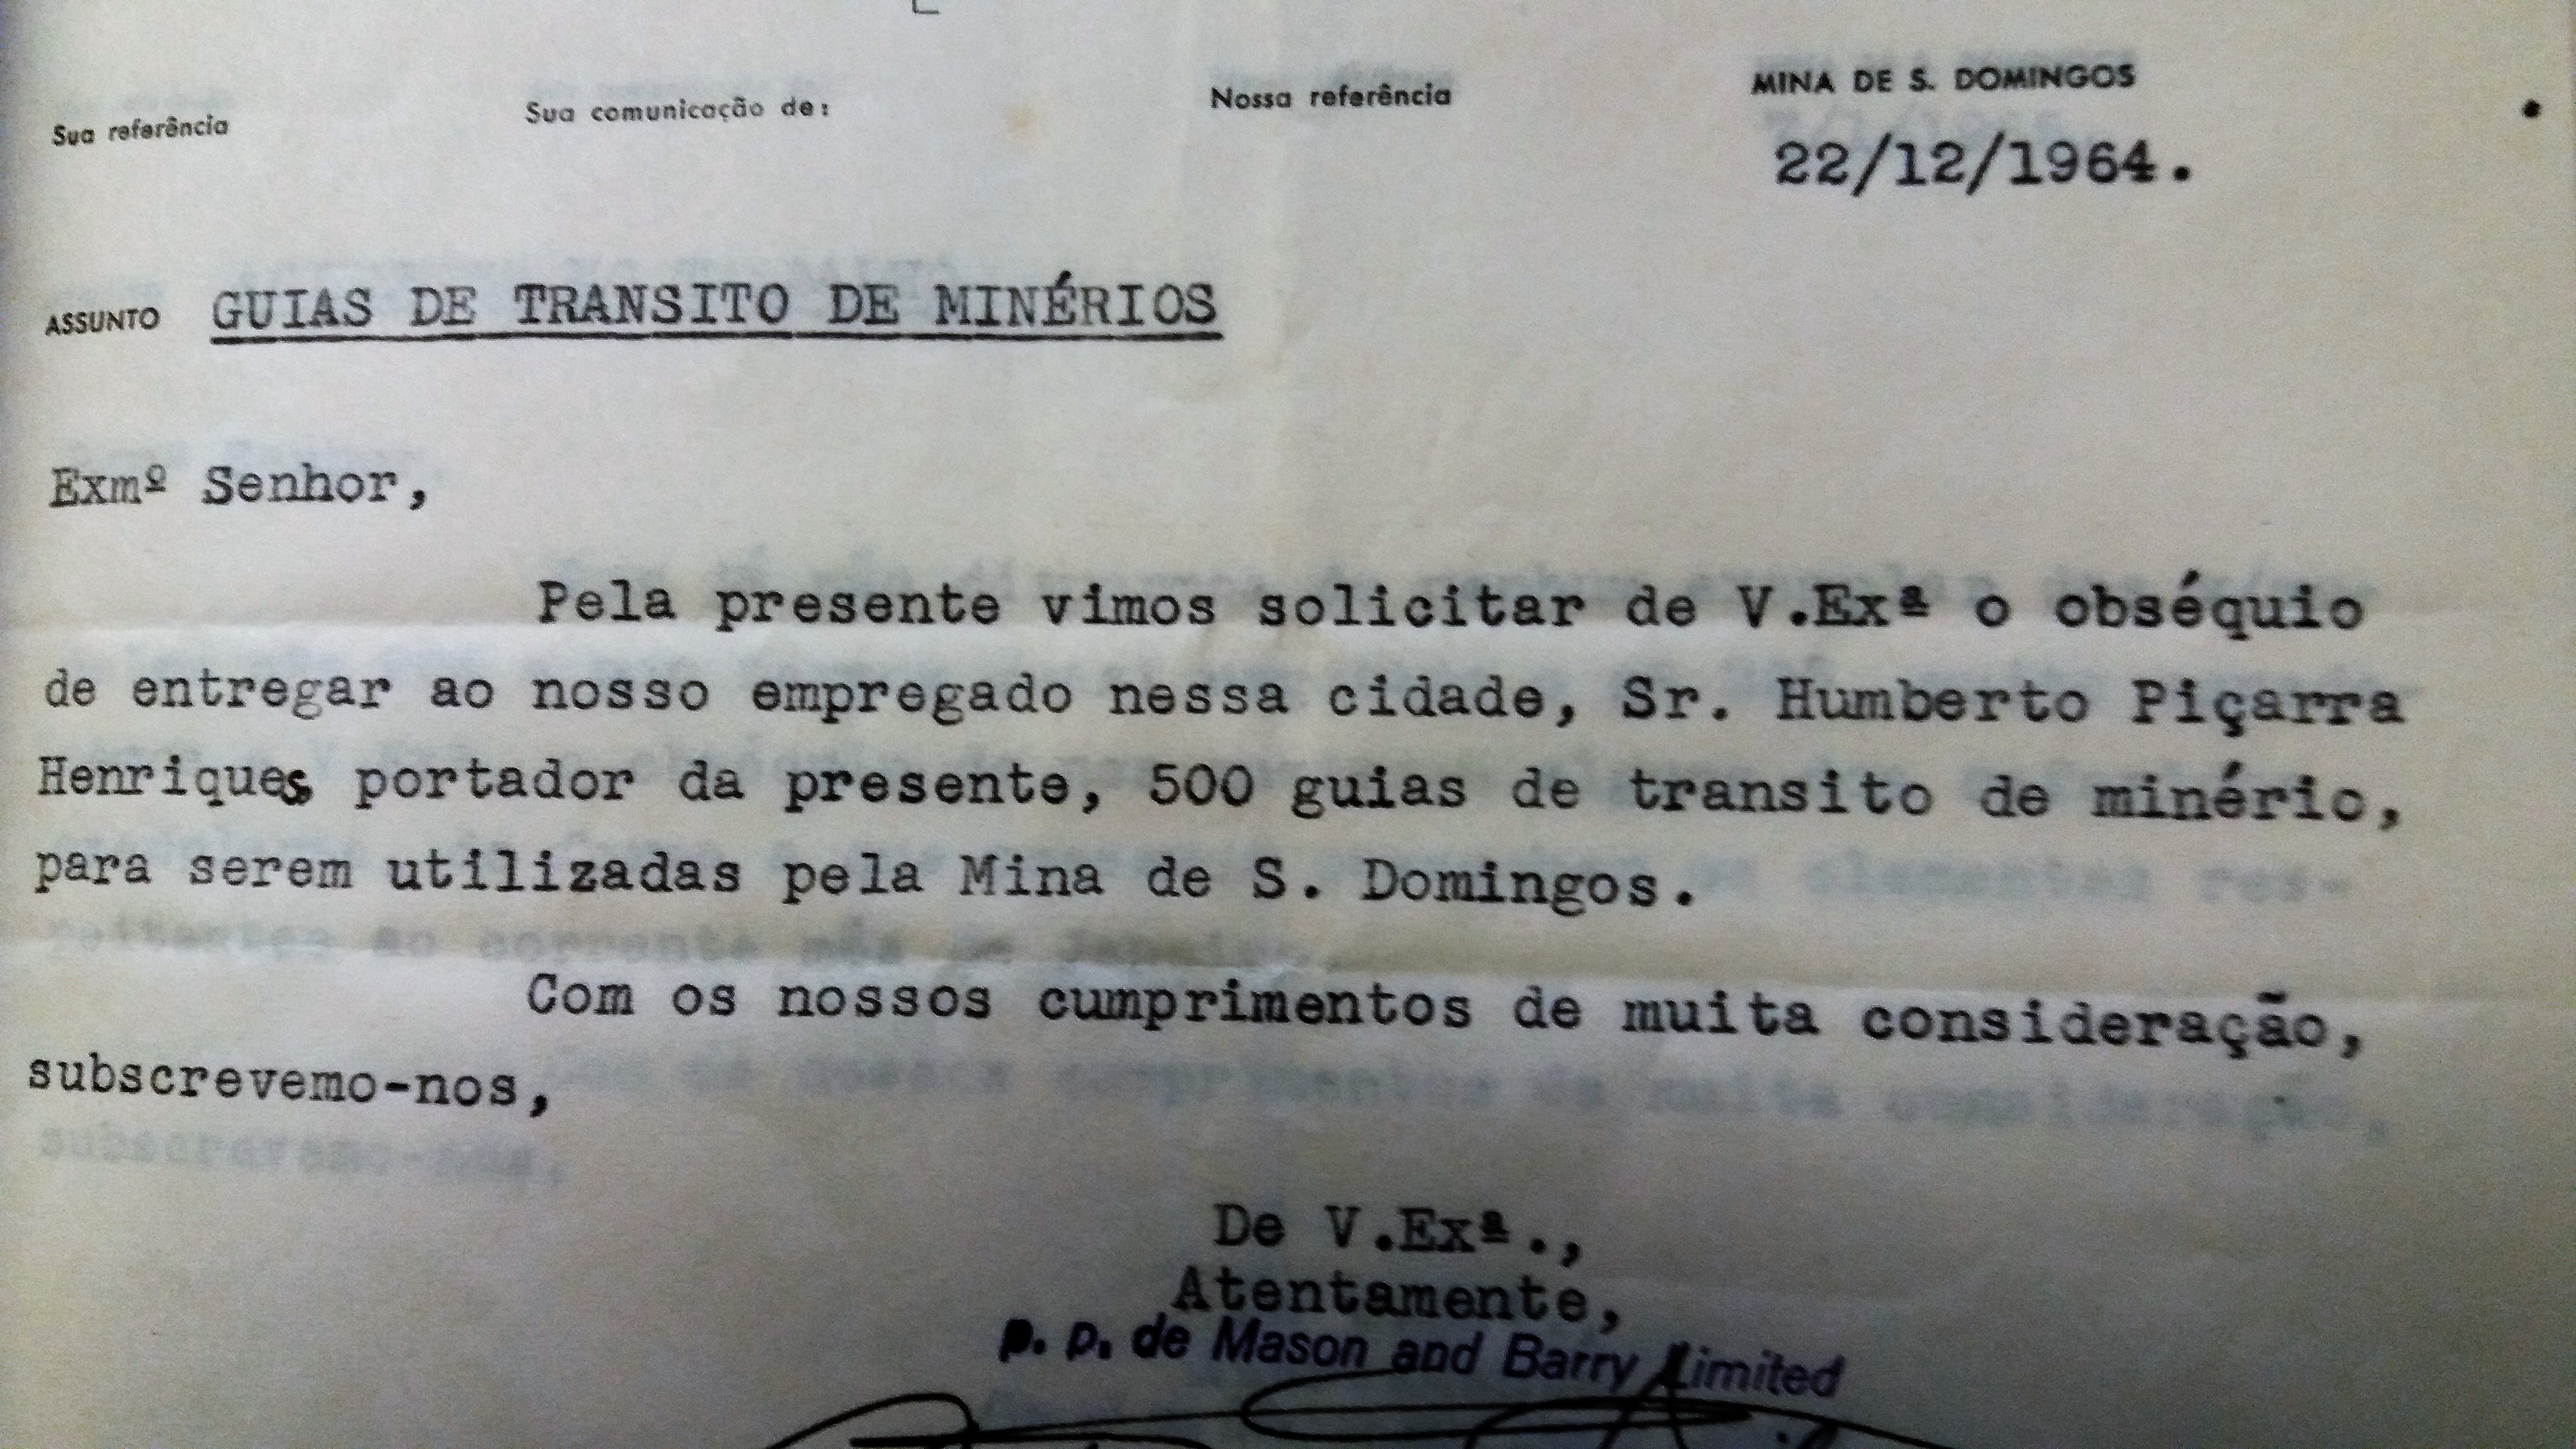 Sua referência Sua comunicação de: Nossa referência MINA DE S. DOMINGOS
22/12/1964.
ASSUNTO GUIAS DE TRANSITO DE MINÉRIOS
Exmº Senhor,
Pela presente vimos solicitar de V.Exª o obséquio
de entregar ao nosso empregado nessa cidade, Sr. Humberto Piçarra
Henriques portador da presente, 500 guias de transito de minério,
para serem utilizadas pela Mina de S. Domingos.
Com os nossos cumprimentos de muita consideração,
subscrevemo-nos,
De V.Exª.,
Atentamente,
p. p. de Mason and Barry Limited